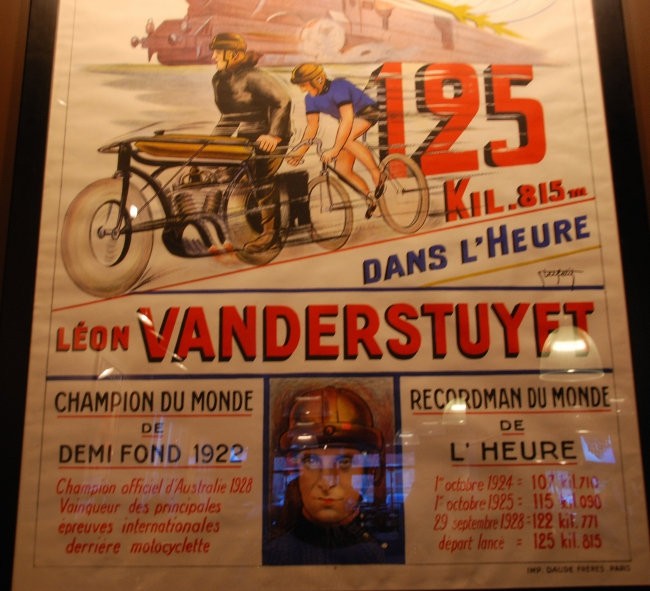 125
KIL.815 m.
DANS L'HEURE
LÉON VANDERSTUYFT
CHAMPION DU MONDE
DE
DEMI FOND 1922
Champion officiel d'Australie 1928
Vainqueur des principales
épreuves internationales
derrière motocyclette
RECORDMAN DU MONDE
DE
L'HEURE
1er octobre 1924 = 107 kil.710
1er octobre 1925 = 115 kil.090
29 septembre 1928 = 122 kil.771
départ lancé = 125 kil.815
IMP. DAUDE FRÈRES. PARIS